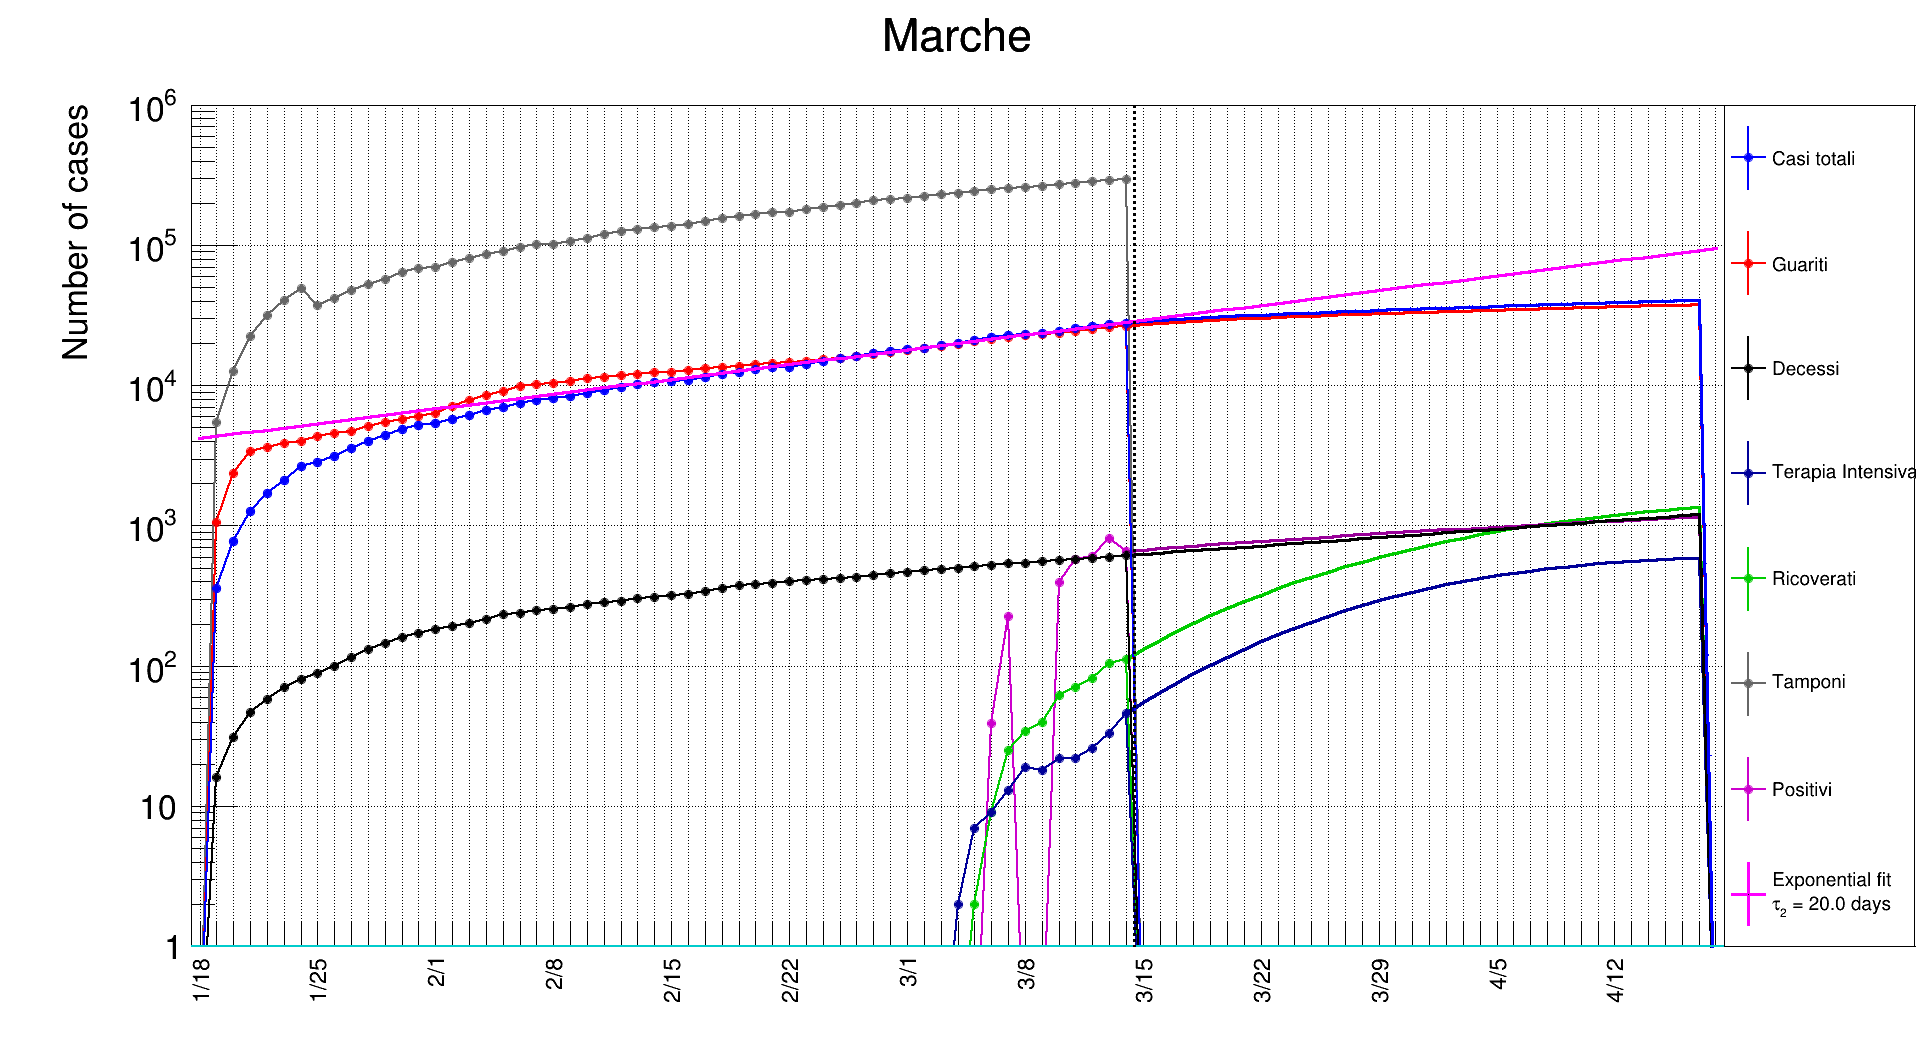 Marche
Number of cases
10^6
10^5
10^4
10^3
10^2
10
1
1/18
1/25
2/1
2/8
2/15
2/22
3/1
3/8
3/15
3/22
3/29
4/5
4/12
Casi totali
Guariti
Decessi
Terapia Intensiva
Ricoverati
Tamponi
Positivi
Exponential fit
τ₂ = 20.0 days